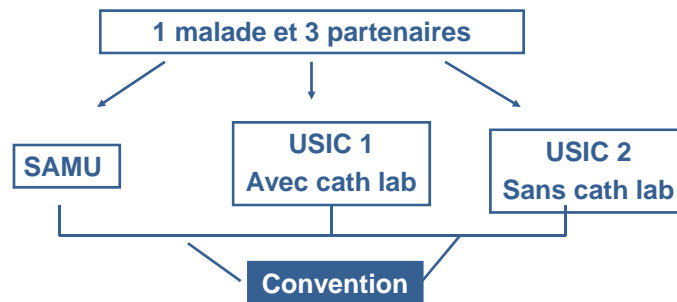 1 malade et 3 partenaires
SAMU
USIC 1
Avec cath lab
USIC 2
Sans cath lab
Convention